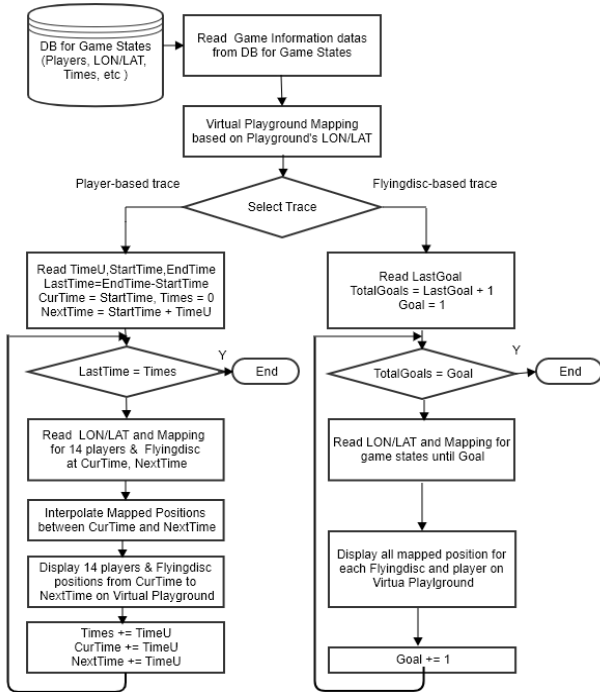 DB for Game States
(Players, LON/LAT,
Times, etc )
Read Game Information datas
from DB for Game States
Virtual Playground Mapping
based on Playground's LON/LAT
Player-based trace
Flyingdisc-based trace
Select Trace
Read TimeU,StartTime,EndTime
LastTime=EndTime-StartTime
CurTime = StartTime, Times = 0
NextTime = StartTime + TimeU
LastTime = Times
Y
End
Read LON/LAT and Mapping
for 14 players & Flyingdisc
at CurTime, NextTime
Interpolate Mapped Positions
between CurTime and NextTime
Display 14 players & Flyingdisc
positions from CurTime to
NextTime on Virtual Playground
Times += TimeU
CurTime += TimeU
NextTime += TimeU
Read LastGoal
TotalGoals = LastGoal + 1
Goal = 1
TotalGoals = Goal
Y
End
Read LON/LAT and Mapping for
game states until Goal
Display all mapped position for
each Flyingdisc and player on
Virtua Playlground
Goal += 1